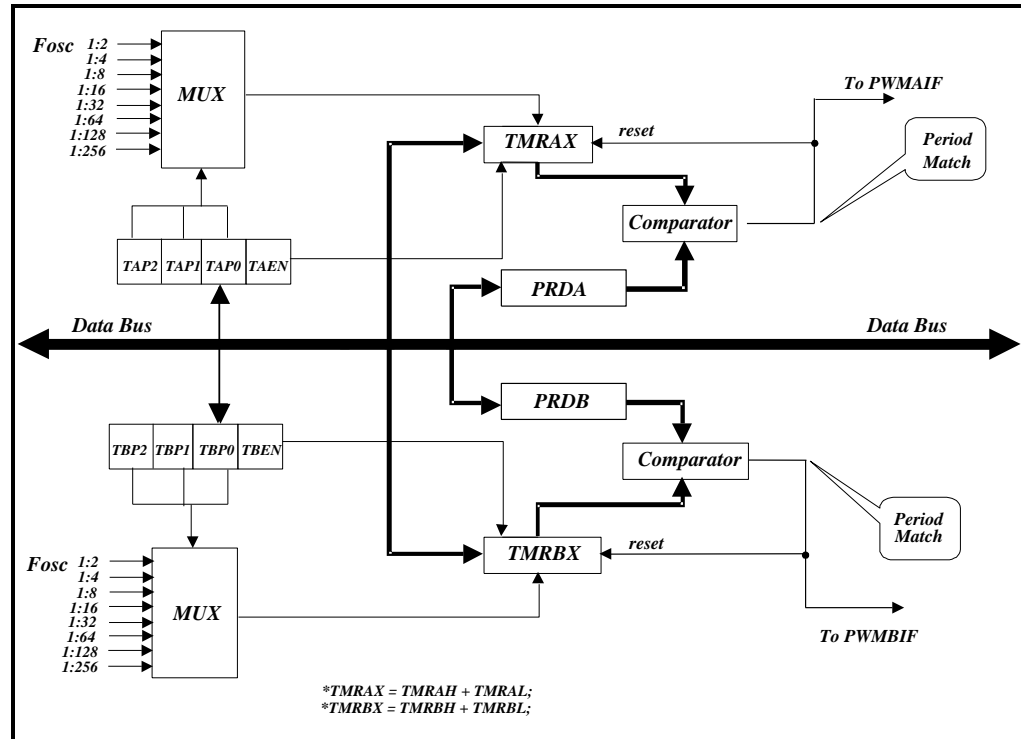 Fosc 1:2
1:4
1:8
1:16
1:32
1:64
1:128
1:256
MUX
To PWMAIF
TMRAX
reset
Period
Match
Comparator
TAP2 TAP1 TAP0 TAEN
PRDA
Data Bus
Data Bus
PRDB
TBP2 TBP1 TBP0 TBEN
Comparator
Period
Match
TMRBX
reset
Fosc 1:2
1:4
1:8
1:16
1:32
1:64
1:128
1:256
MUX
To PWMBIF
*TMRAX = TMRAH + TMRAL;
*TMRBX = TMRBH + TMRBL;